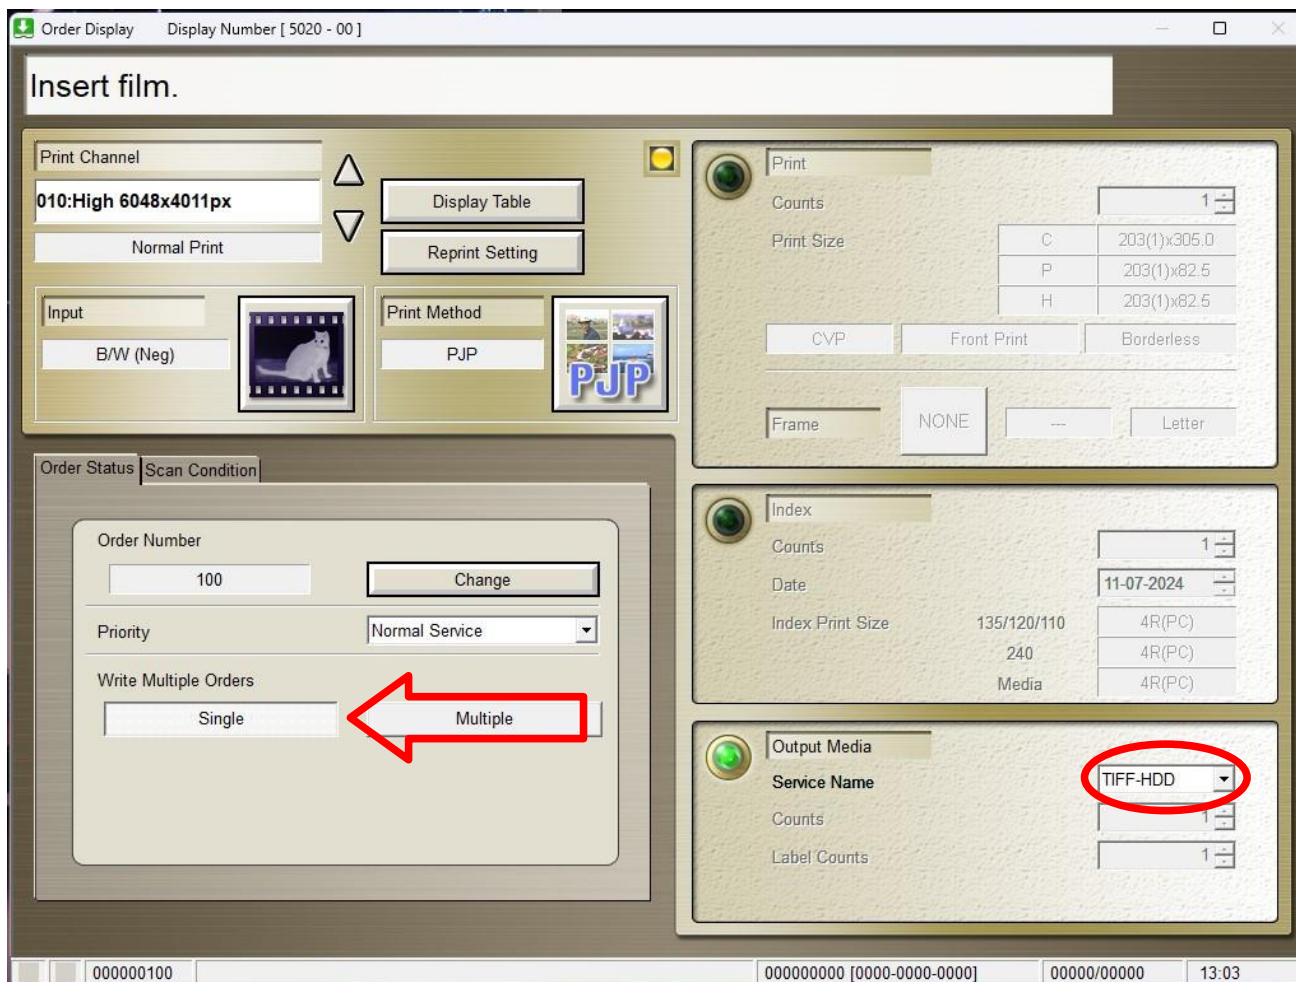 Order Display Display Number [ 5020 - 00 ]
Insert film.
Print Channel
010:High 6048x4011px
Normal Print
Display Table
Reprint Setting
Input
B/W (Neg)
Print Method
PJP
PJP
Order Status Scan Condition
Order Number
100 Change
Priority Normal Service
Write Multiple Orders
Single Multiple
Print
Counts 1
Print Size C 203(1)x305.0
P 203(1)x82.5
H 203(1)x82.5
CVP Front Print Borderless
Frame NONE --- Letter
Index
Counts 1
Date 11-07-2024
Index Print Size 135/120/110 4R(PC)
240 4R(PC)
Media 4R(PC)
Output Media
Service Name TIFF-HDD
Counts 1
Label Counts 1
000000100 000000000 [0000-0000-0000] 00000/00000 13:03